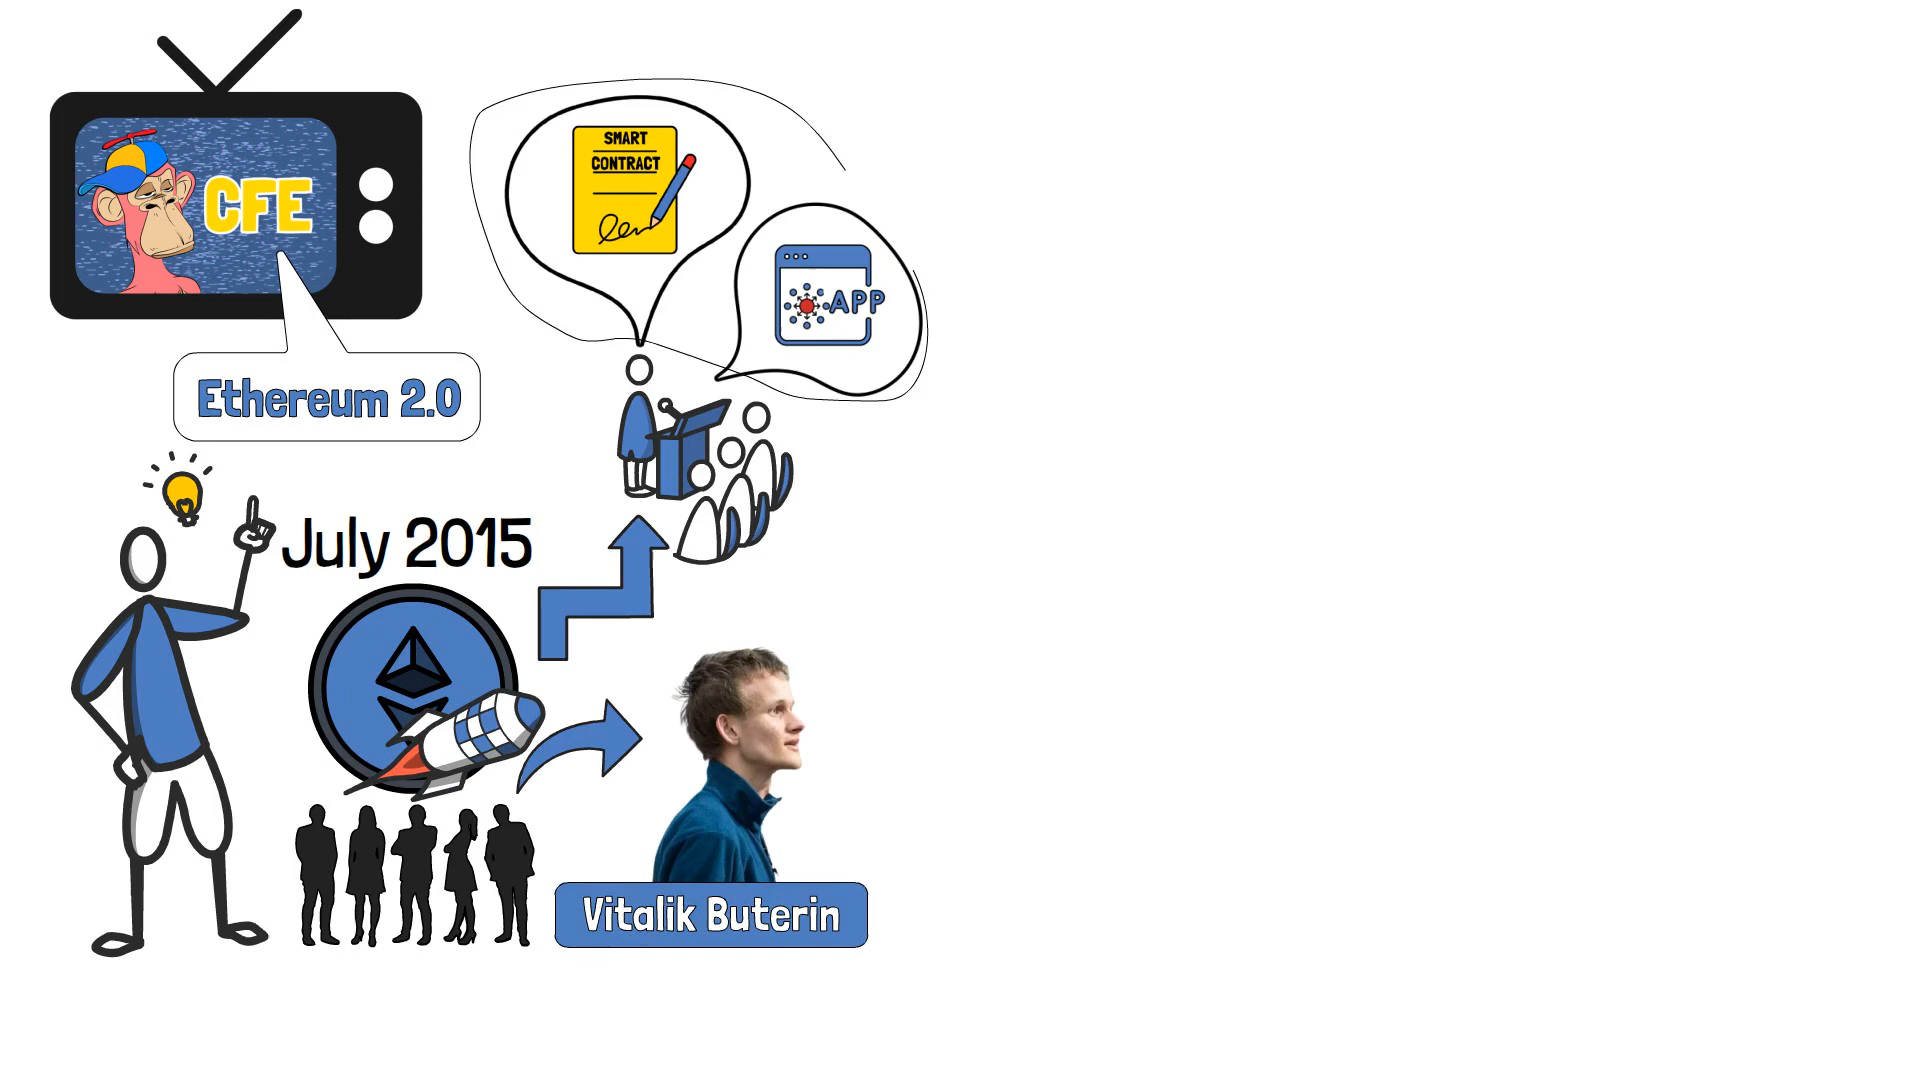 CFE
Ethereum 2.0
SMART
CONTRACT
APP
July 2015
Vitalik Buterin